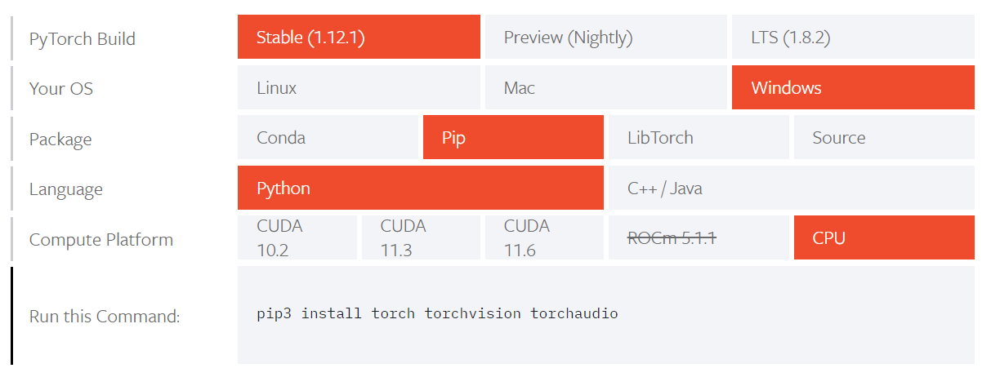 PyTorch Build
Stable (1.12.1)
Preview (Nightly)
LTS (1.8.2)
Your OS
Linux
Mac
Windows
Package
Conda
Pip
LibTorch
Source
Language
Python
C++ / Java
Compute Platform
CUDA
10.2
CUDA
11.3
CUDA
11.6
ROCm 5.1.1
CPU
Run this Command:
pip3 install torch torchvision torchaudio